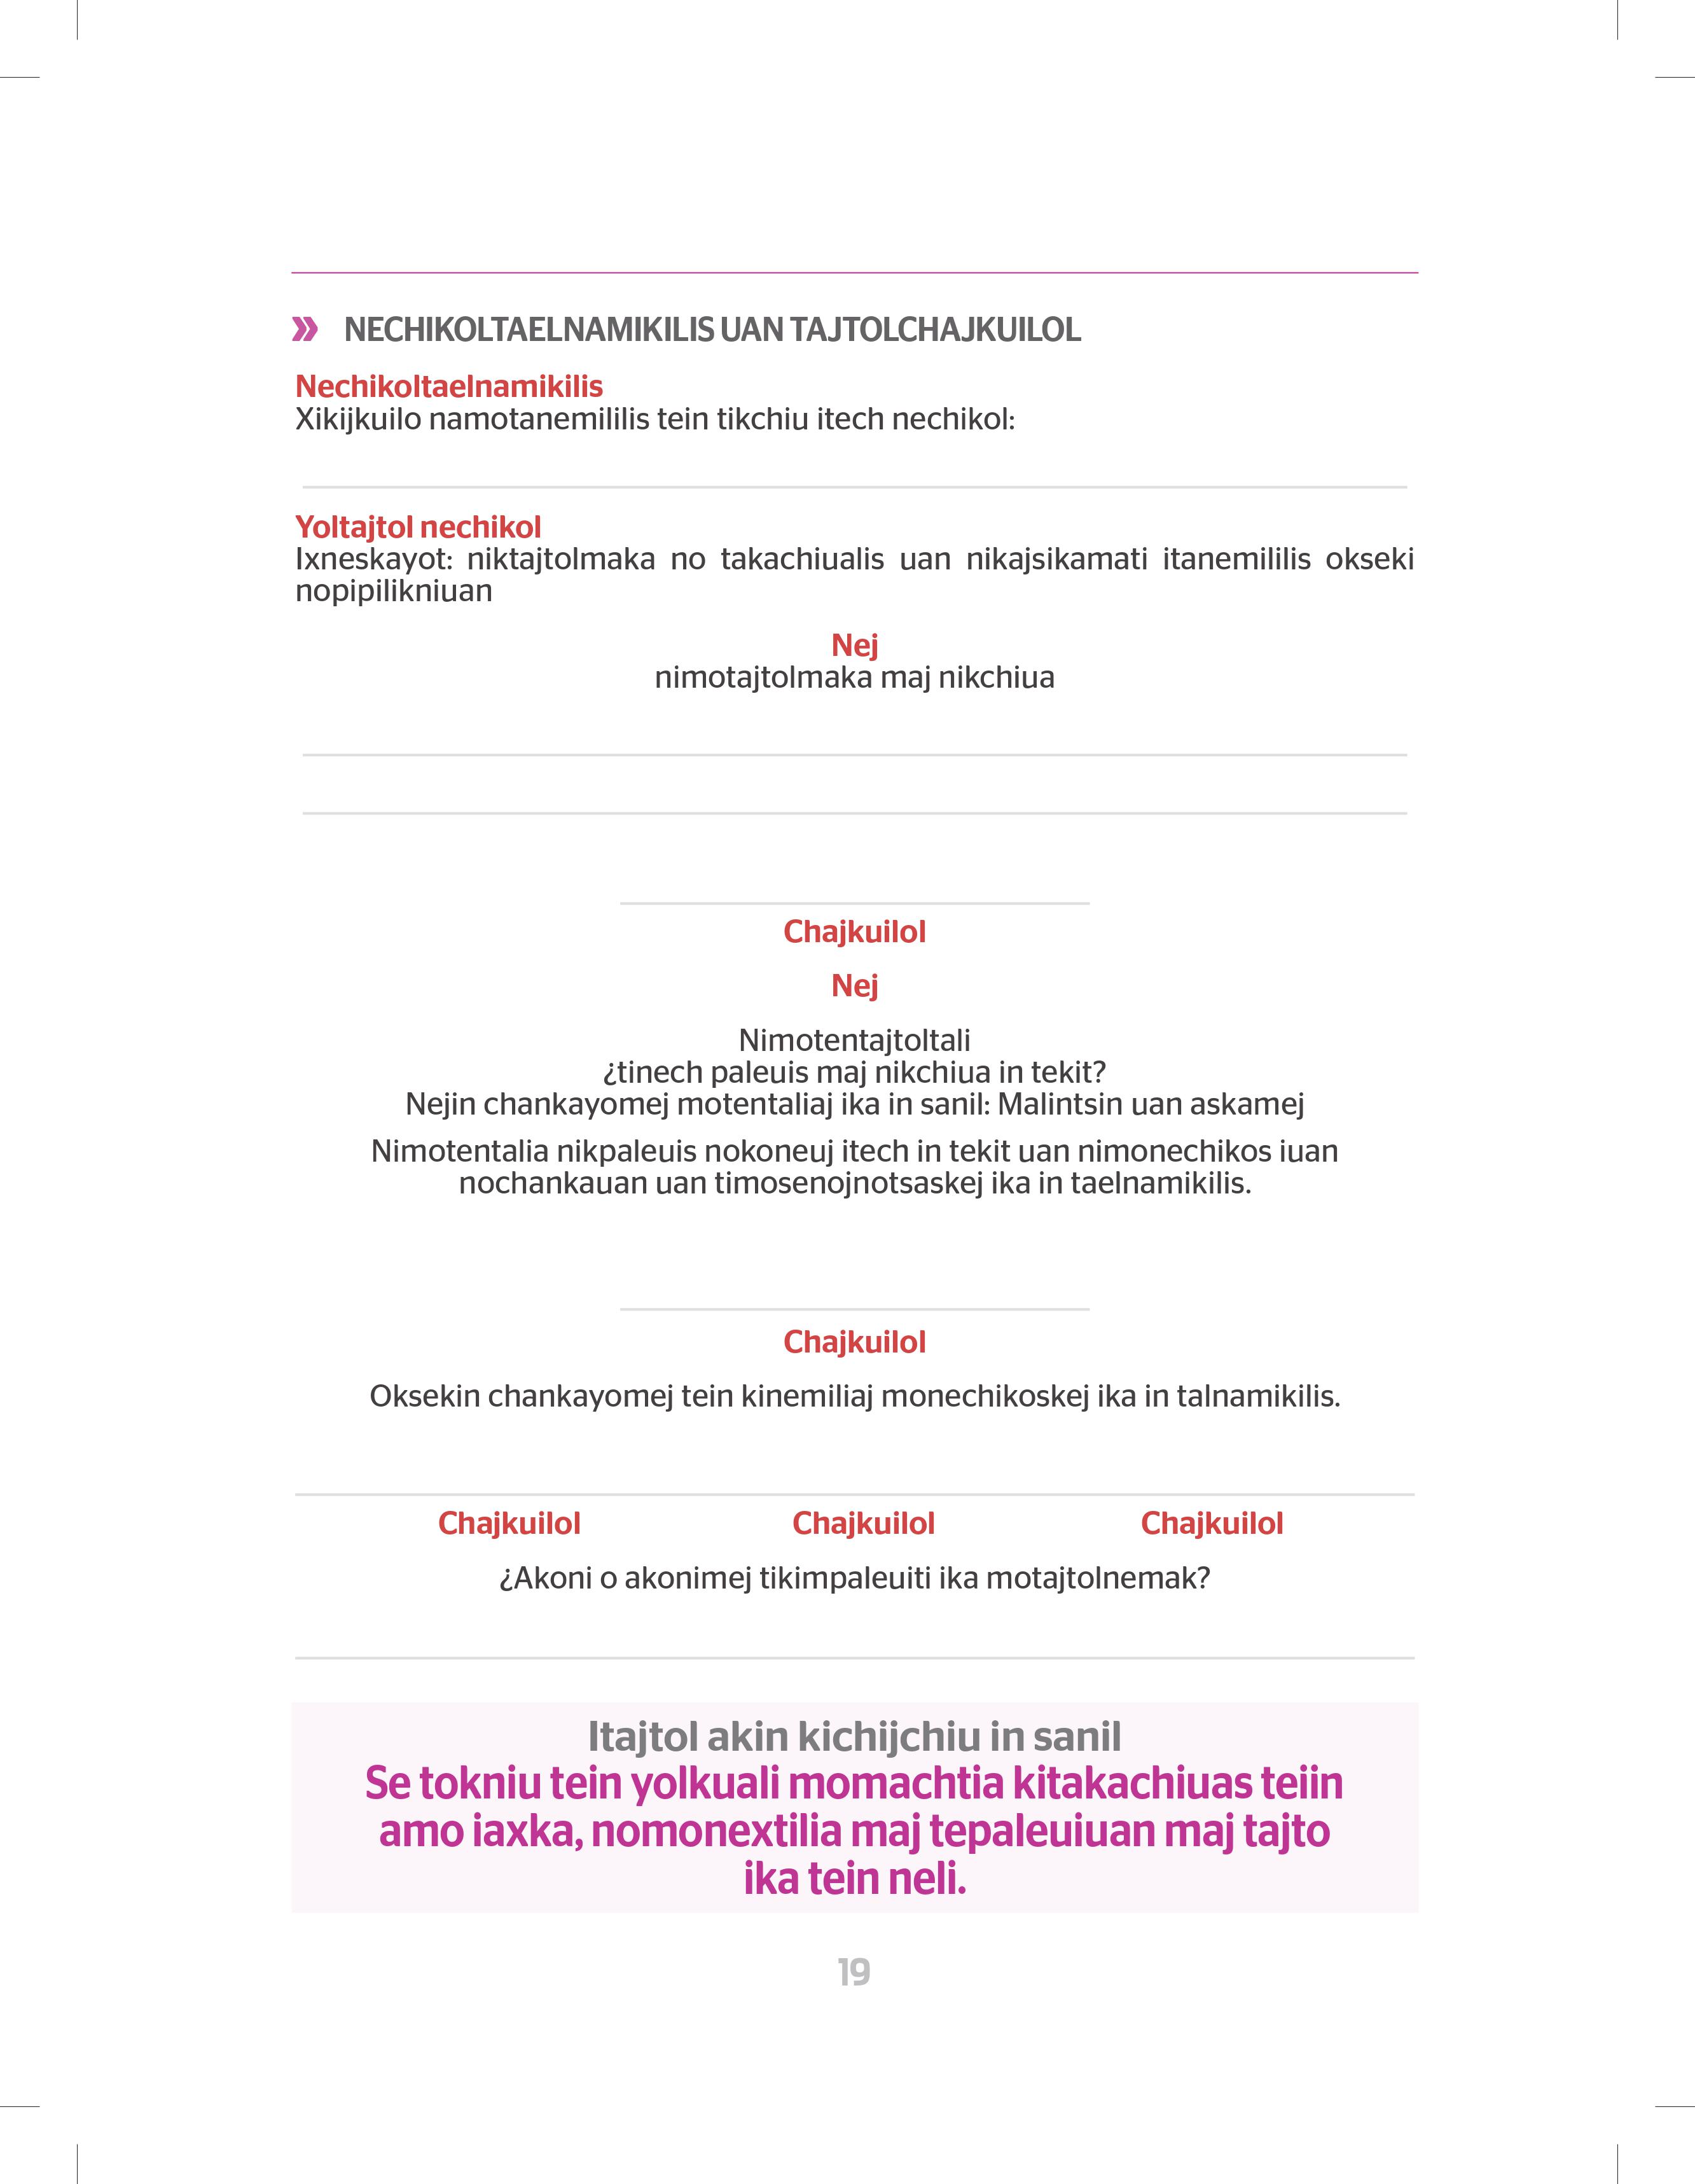 » NECHIKOLTAELNAMIKILIS UAN TAJTOLCHAJKUILOL
Nechikoltaelnamikilis
Xikijkuilo namotanemililis tein tikchiu itech nechikol:
Yoltajtol nechikol
Ixneskayot: niktajtolmaka no takachiualis uan nikajsikamati itanemililis okseki
nopipilikniuan
Nej
nimotajtolmaka maj nikchiua
Chajkuilol
Nej
Nimotentajtoltali
¿tinech paleuis maj nikchiua in tekit?
Nejin chankayomej motentaliaj ika in sanil: Malintsin uan askamej
Nimotentalia nikpaleuis nokoneuj itech in tekit uan nimonechikos iuan
nochankauan uan timosenojnotsaskej ika in taelnamikilis.
Chajkuilol
Oksekin chankayomej tein kinemiliaj monechikoskej ika in talnamikilis.
Chajkuilol Chajkuilol Chajkuilol
¿Akoni o akonimej tikimpaleuiti ika motajtolnemak?
Itajtol akin kichijchiu in sanil
Se tokniu tein yolkuali momachtia kitakachiuas teiin
amo iaxka, nomonextilia maj tepaleuiuan maj tajto
ika tein neli.
19